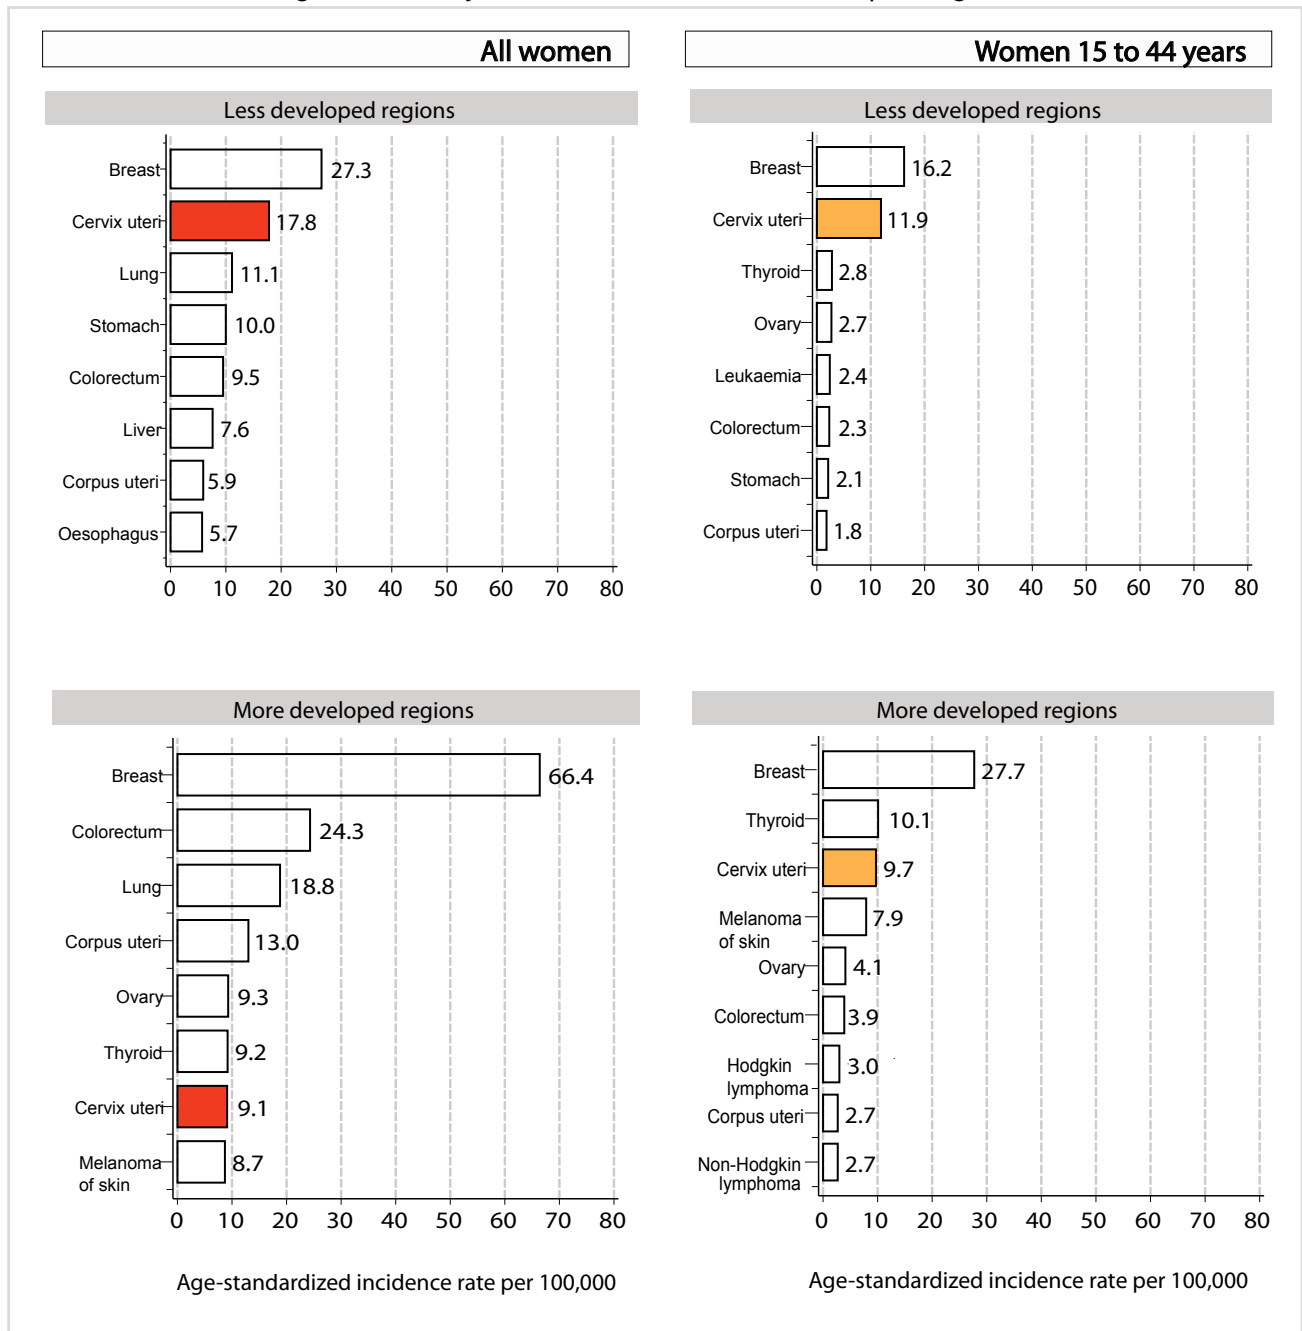 All women
Women 15 to 44 years
Less developed regions
Breast 27.3
Cervix uteri 17.8
Lung 11.1
Stomach 10.0
Colorectum 9.5
Liver 7.6
Corpus uteri 5.9
Oesophagus 5.7
0 10 20 30 40 50 60 70 80
Less developed regions
Breast 16.2
Cervix uteri 11.9
Thyroid 2.8
Ovary 2.7
Leukaemia 2.4
Colorectum 2.3
Stomach 2.1
Corpus uteri 1.8
0 10 20 30 40 50 60 70 80
More developed regions
Breast 66.4
Colorectum 24.3
Lung 18.8
Corpus uteri 13.0
Ovary 9.3
Thyroid 9.2
Cervix uteri 9.1
Melanoma 8.7
of skin
0 10 20 30 40 50 60 70 80
Age-standardized incidence rate per 100,000
More developed regions
Breast 27.7
Thyroid 10.1
Cervix uteri 9.7
Melanoma 7.9
of skin
Ovary 4.1
Colorectum 3.9
Hodgkin 3.0
lymphoma
Corpus uteri 2.7
Non-Hodgkin 2.7
lymphoma
0 10 20 30 40 50 60 70 80
Age-standardized incidence rate per 100,000